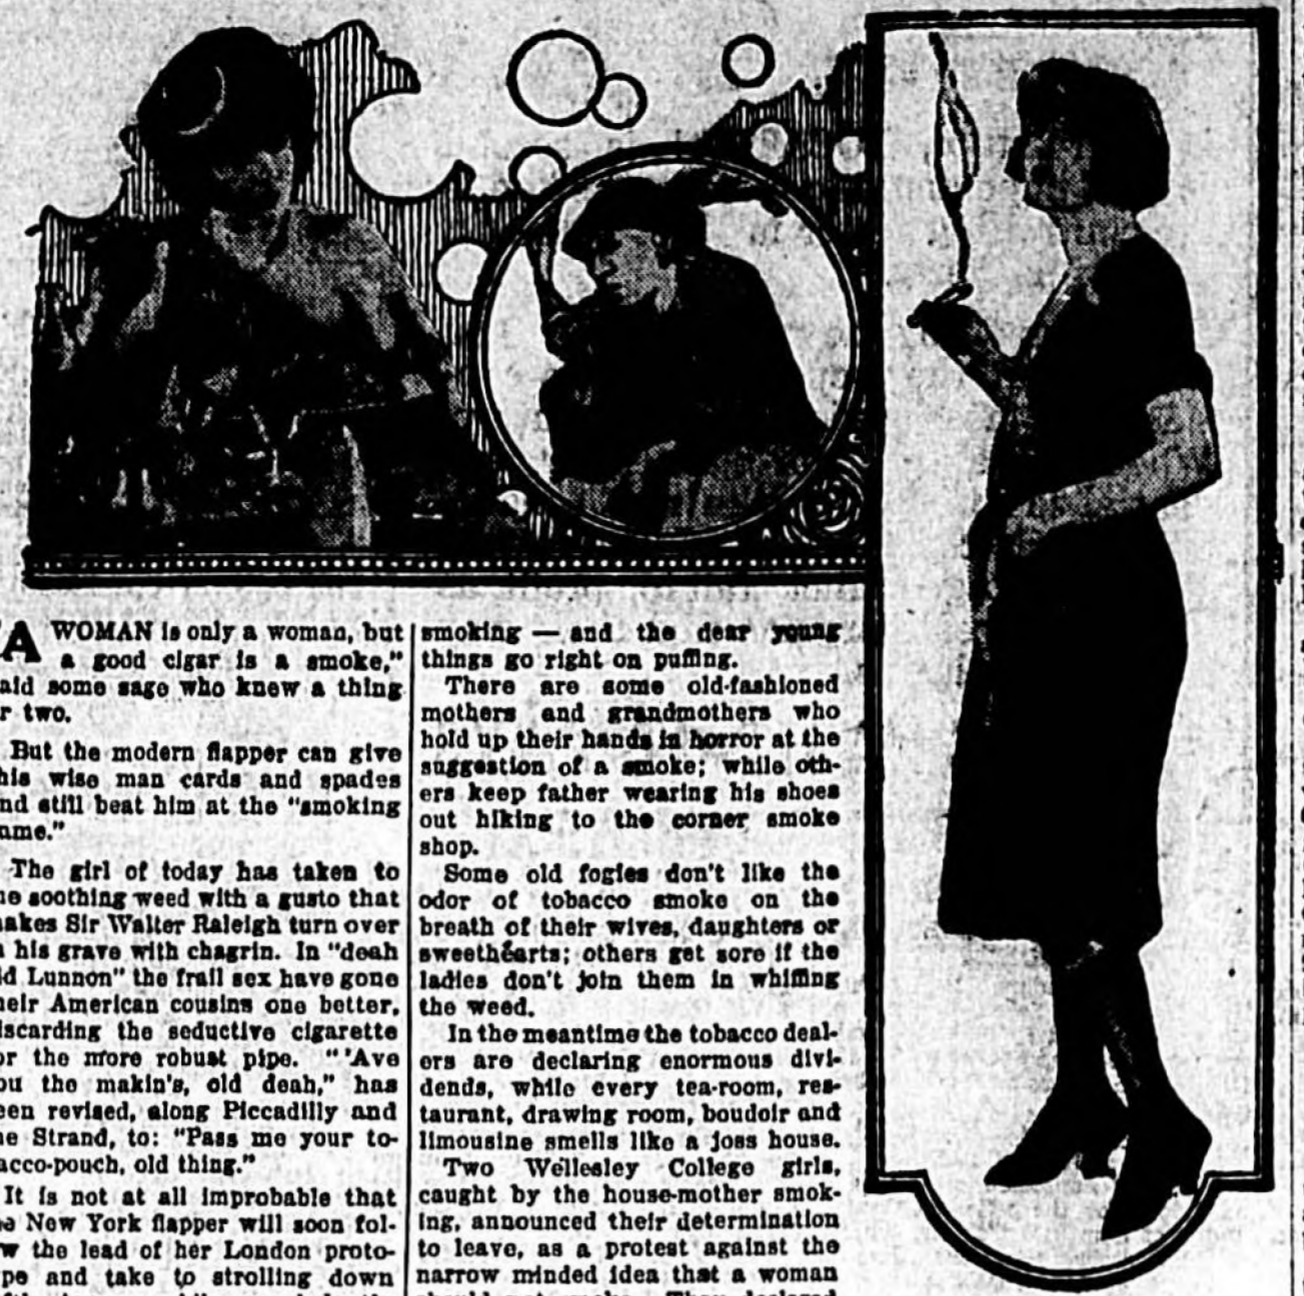 "A WOMAN is only a woman, but
a good cigar is a smoke,"
aid some sage who knew a thing
r two.
But the modern flapper can give
his wise man cards and spades
nd still beat him at the "smoking
ame."
The girl of today has taken to
he soothing weed with a gusto that
akes Sir Walter Raleigh turn over
n his grave with chagrin. In "deah
ld Lunnon" the frail sex have gone
heir American cousins one better,
iscarding the seductive cigarette
or the more robust pipe. "'Ave
ou the makin's, old deah," has
een revised, along Piccadilly and
he Strand, to: "Pass me your to-
acco-pouch, old thing."
It is not at all improbable that
he New York flapper will soon fol-
w the lead of her London proto-
pe and take to strolling down
smoking — and the dear young
things go right on puffing.
There are some old-fashioned
mothers and grandmothers who
hold up their hands in horror at the
suggestion of a smoke; while oth-
ers keep father wearing his shoes
out hiking to the corner smoke
shop.
Some old fogies don't like the
odor of tobacco smoke on the
breath of their wives, daughters or
sweethearts; others get sore if the
ladies don't join them in whiffing
the weed.
In the meantime the tobacco deal-
ers are declaring enormous divi-
dends, while every tea-room, res-
taurant, drawing room, boudoir and
limousine smells like a joss house.
Two Wellesley College girls,
caught by the house-mother smok-
ing, announced their determination
to leave, as a protest against the
narrow minded idea that a woman